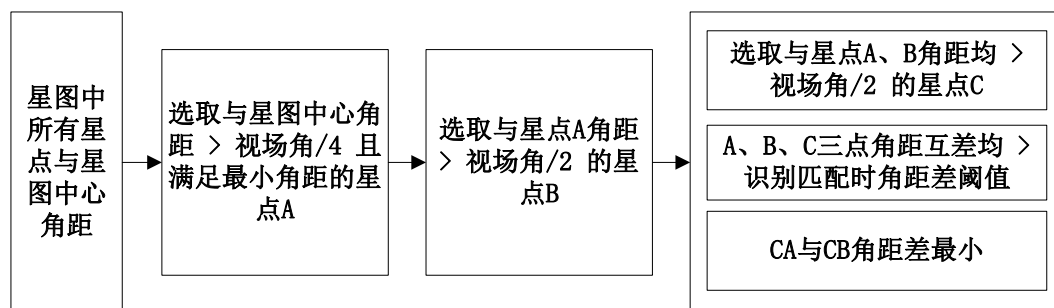 星图中
所有星
点与星
图中心
角距
选取与星图中心角
距 > 视场角/4 且
满足最小角距的星
点A
选取与星点A角距
> 视场角/2 的星
点B
选取与星点A、B角距均 >
视场角/2 的星点C
A、B、C三点角距互差均 >
识别匹配时角距差阈值
CA与CB角距差最小